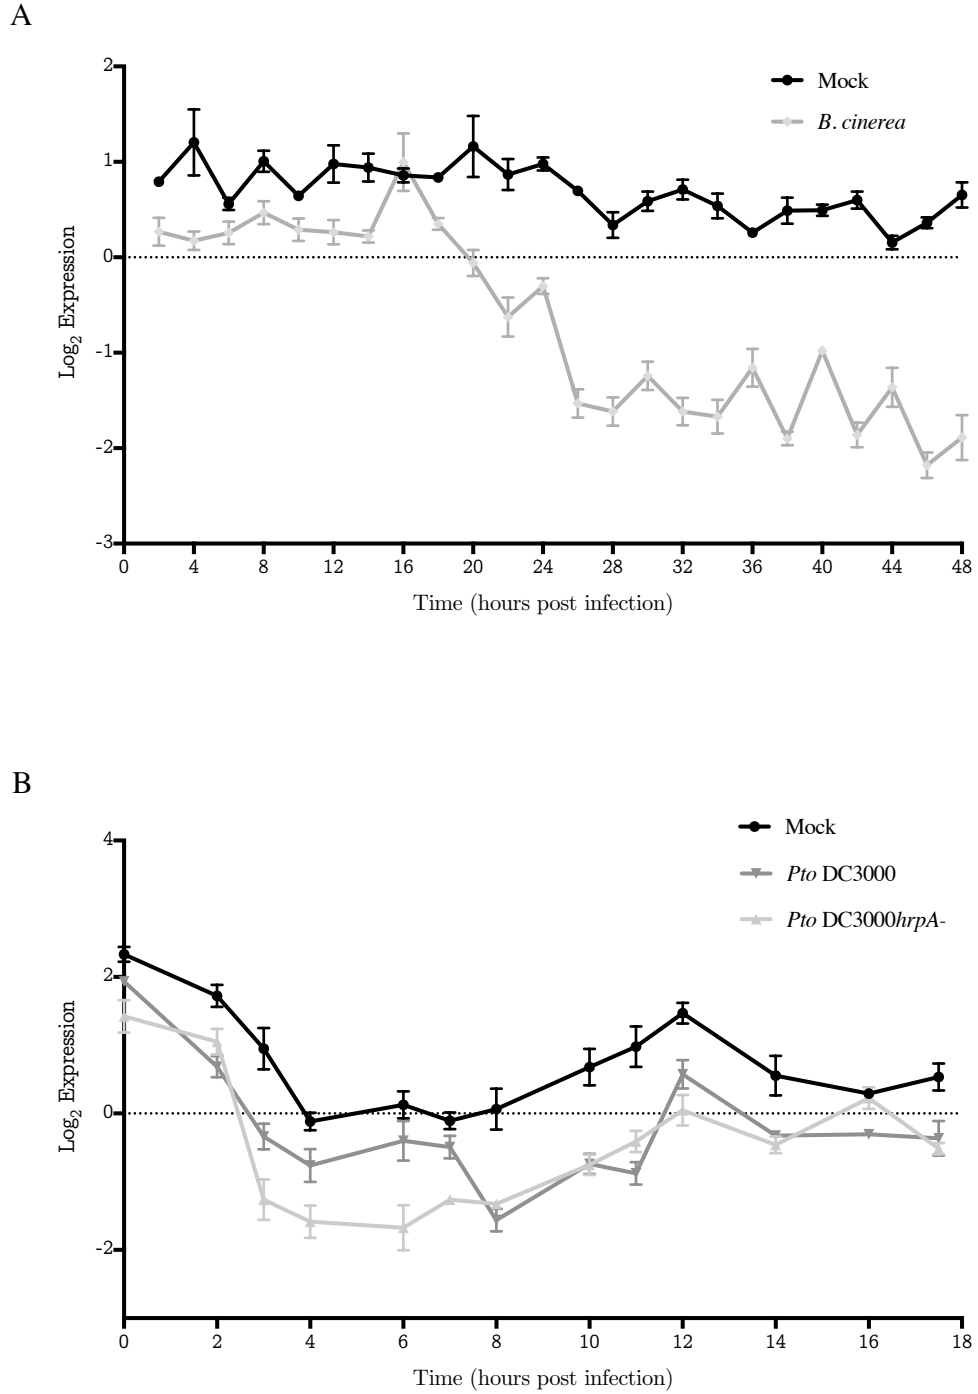 A
2
1
0
-1
-2
-3
Log2 Expression
Mock
B. cinerea
0 4 8 12 16 20 24 28 32 36 40 44 48
Time (hours post infection)
B
4
2
0
-2
Log2 Expression
Mock
Pto DC3000
Pto DC3000hrpA-
0 2 4 6 8 10 12 14 16 18
Time (hours post infection)